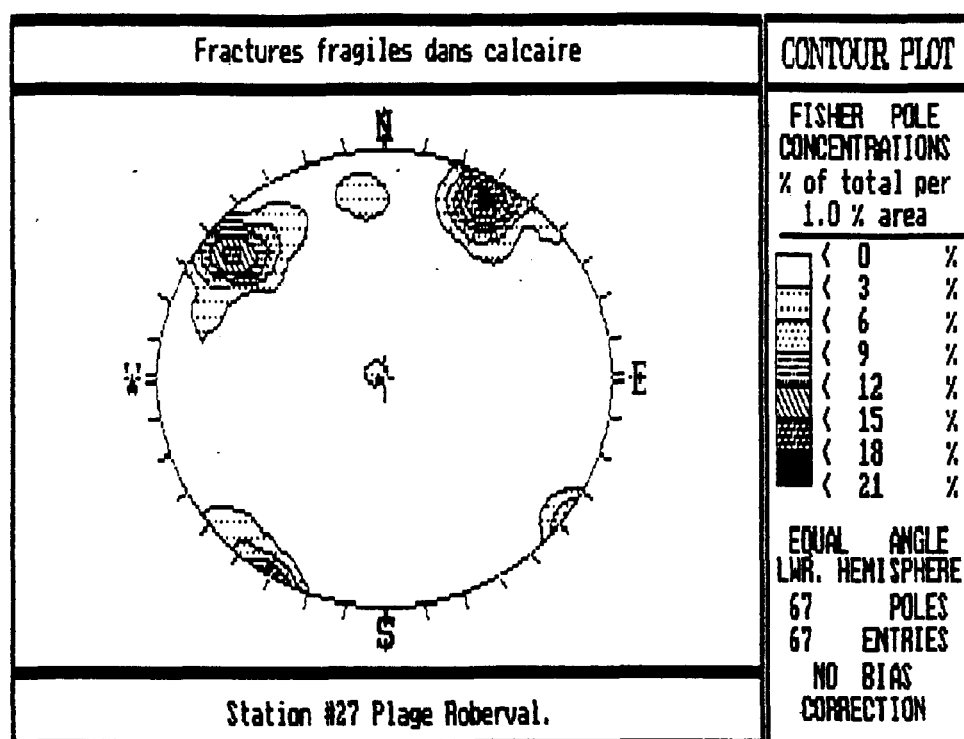 Fractures fragiles dans calcaire
N
W
E
S
Station #27 Plage Roberval.
CONTOUR PLOT
FISHER POLE
CONCENTRATIONS
% of total per
1.0 % area
< 0 %
< 3 %
< 6 %
< 9 %
< 12 %
< 15 %
< 18 %
< 21 %
EQUAL ANGLE
LWR. HEMISPHERE
67 POLES
67 ENTRIES
NO BIAS
CORRECTION